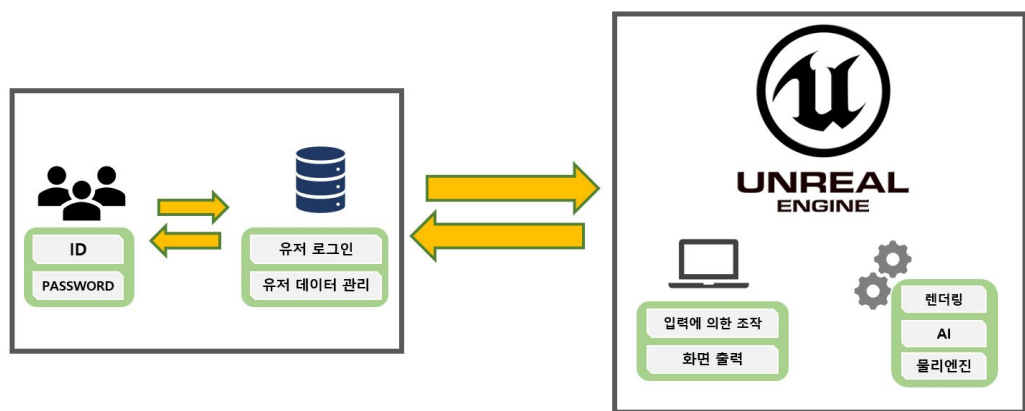 ID
PASSWORD
유저 로그인
유저 데이터 관리
UNREAL
ENGINE
입력에 의한 조작
화면 출력
렌더링
AI
물리엔진